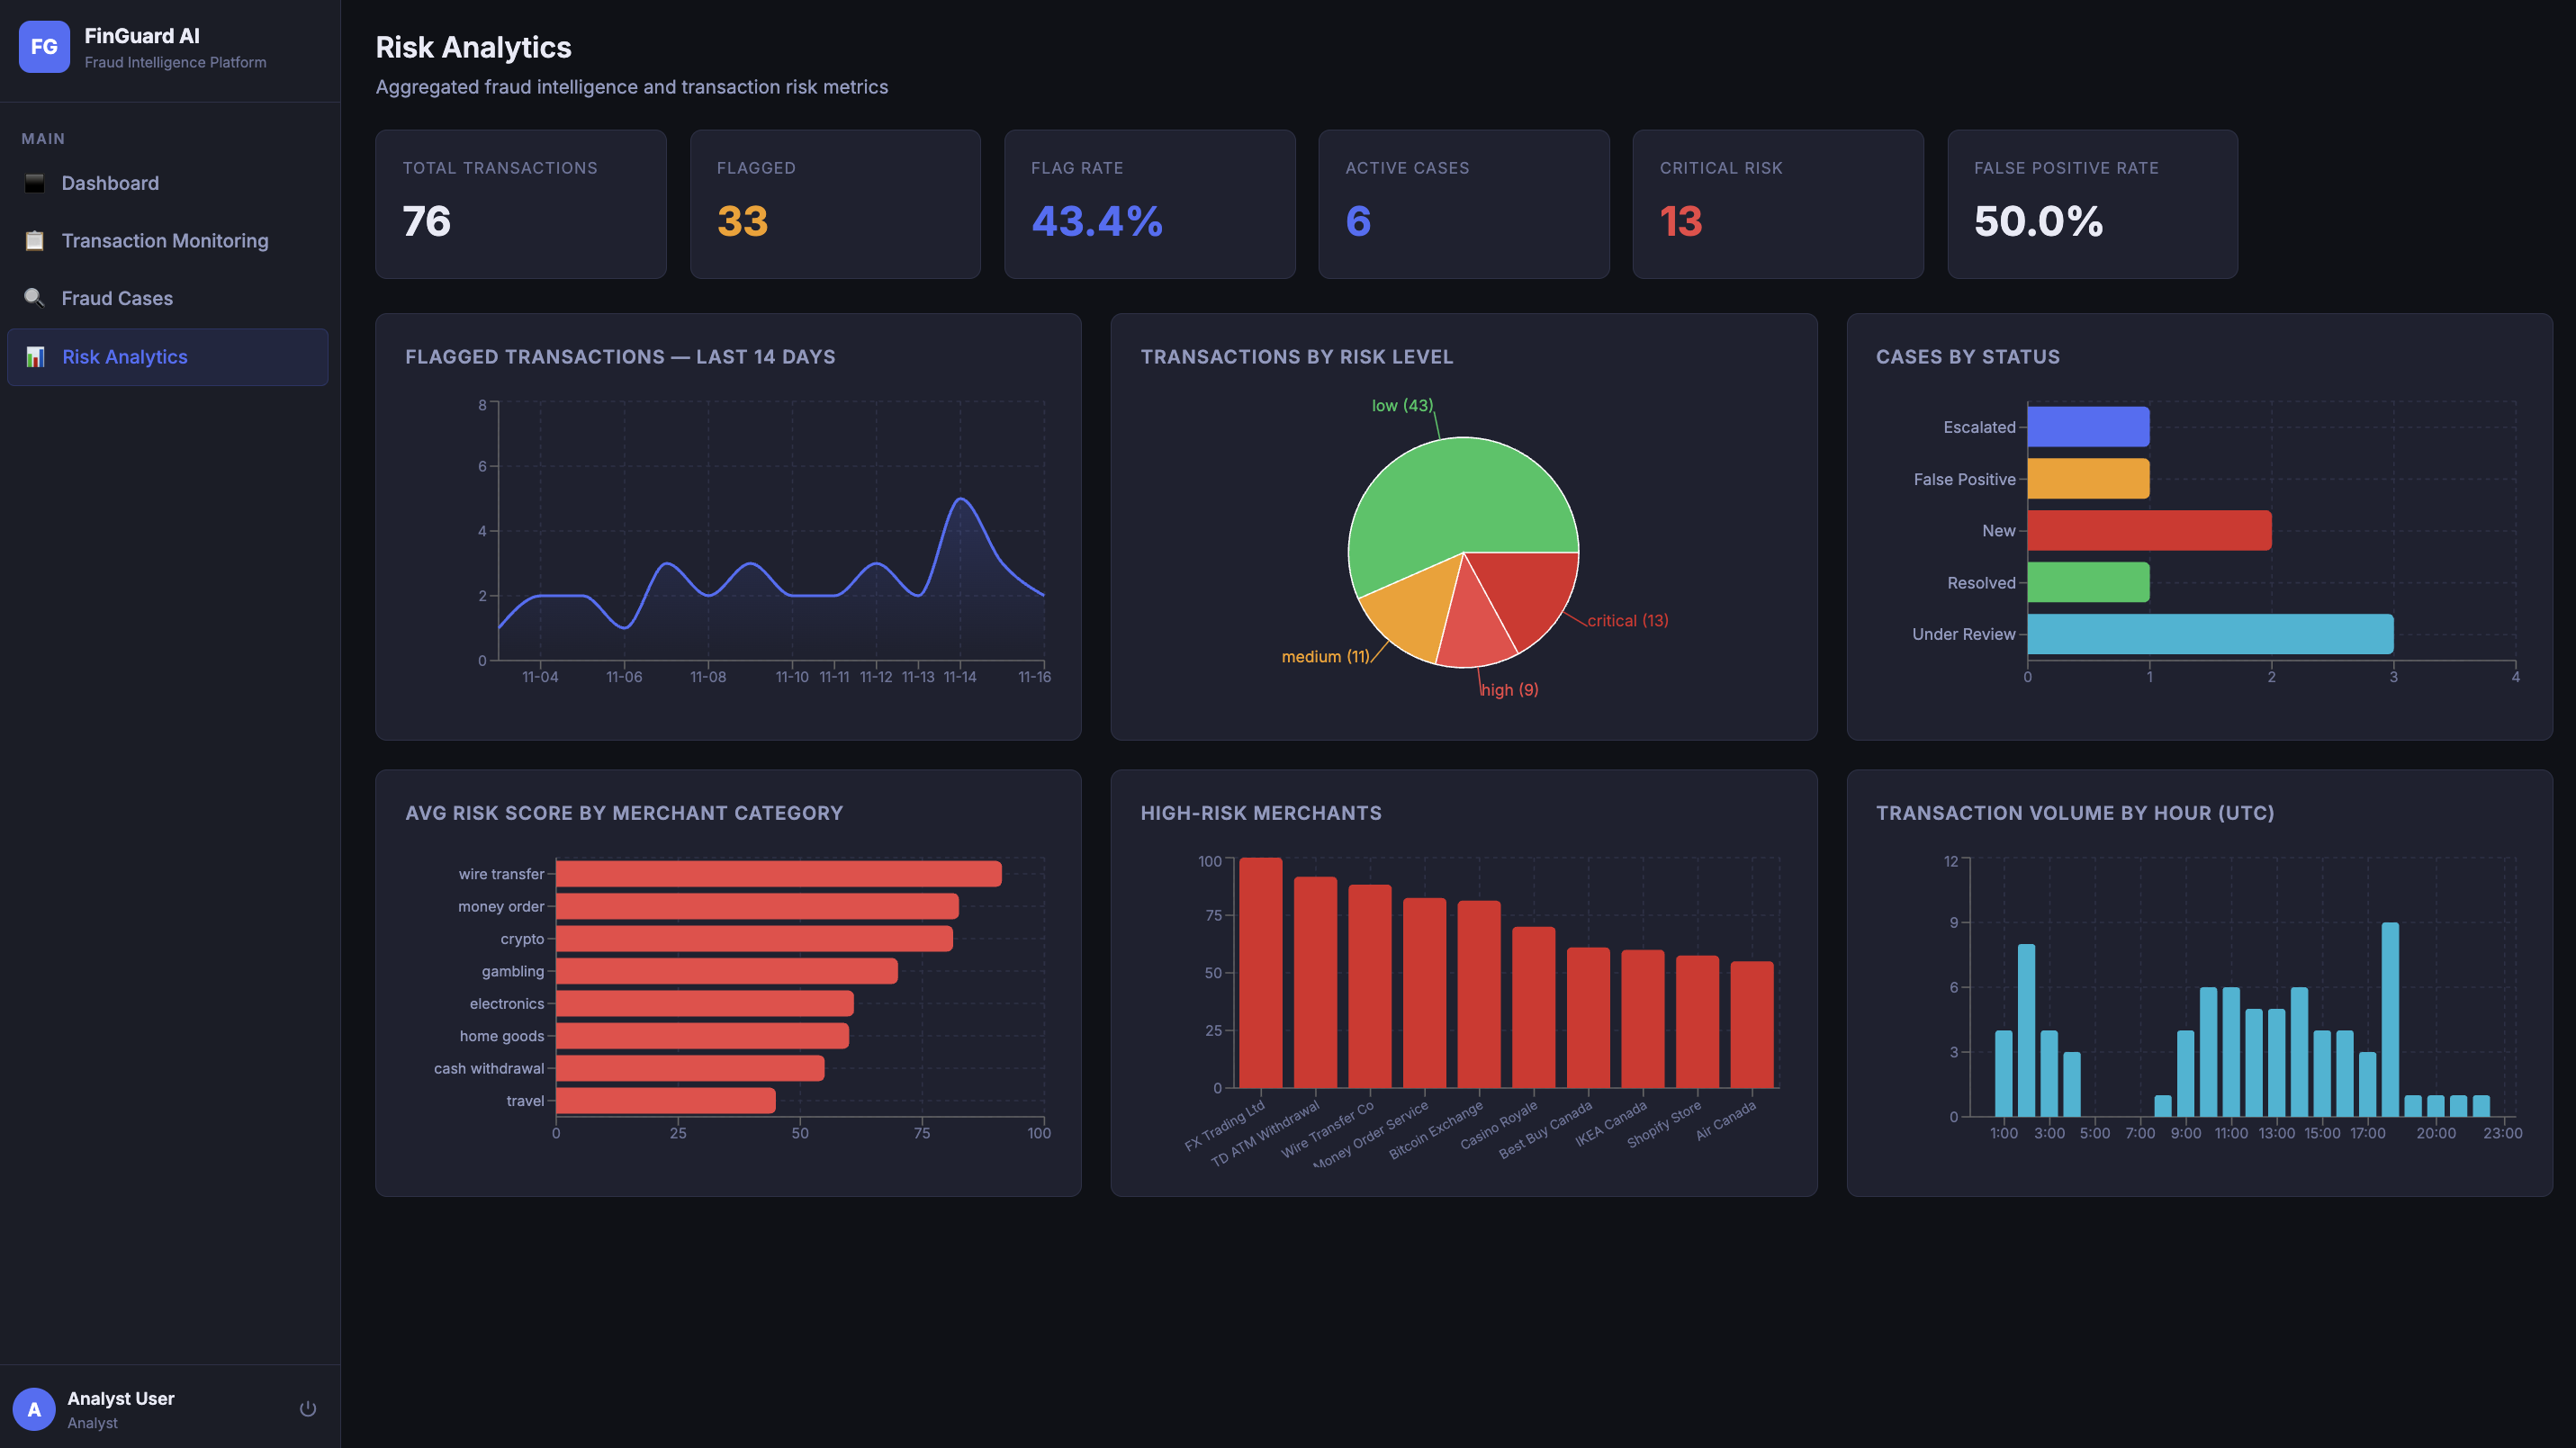 FG
FinGuard AI
Fraud Intelligence Platform
MAIN
Dashboard
Transaction Monitoring
Fraud Cases
Risk Analytics
Analyst User
Analyst
A
Risk Analytics
Aggregated fraud intelligence and transaction risk metrics
TOTAL TRANSACTIONS
76
FLAGGED
33
FLAG RATE
43.4%
ACTIVE CASES
6
CRITICAL RISK
13
FALSE POSITIVE RATE
50.0%
FLAGGED TRANSACTIONS — LAST 14 DAYS
8
6
4
2
0
11-04 11-06 11-08 11-10 11-11 11-12 11-13 11-14 11-16
TRANSACTIONS BY RISK LEVEL
low (43)
critical (13)
medium (11)
high (9)
CASES BY STATUS
Escalated
False Positive
New
Resolved
Under Review
0 1 2 3 4
AVG RISK SCORE BY MERCHANT CATEGORY
wire transfer
money order
crypto
gambling
electronics
home goods
cash withdrawal
travel
0 25 50 75 100
HIGH-RISK MERCHANTS
100
75
50
25
0
FX Trading Ltd
TD ATM Withdrawal
Wire Transfer Co
Money Order Service
Bitcoin Exchange
Casino Royale
Best Buy Canada
IKEA Canada
Shopify Store
Air Canada
TRANSACTION VOLUME BY HOUR (UTC)
12
9
6
3
0
1:00 3:00 5:00 7:00 9:00 11:00 13:00 15:00 17:00 20:00 23:00